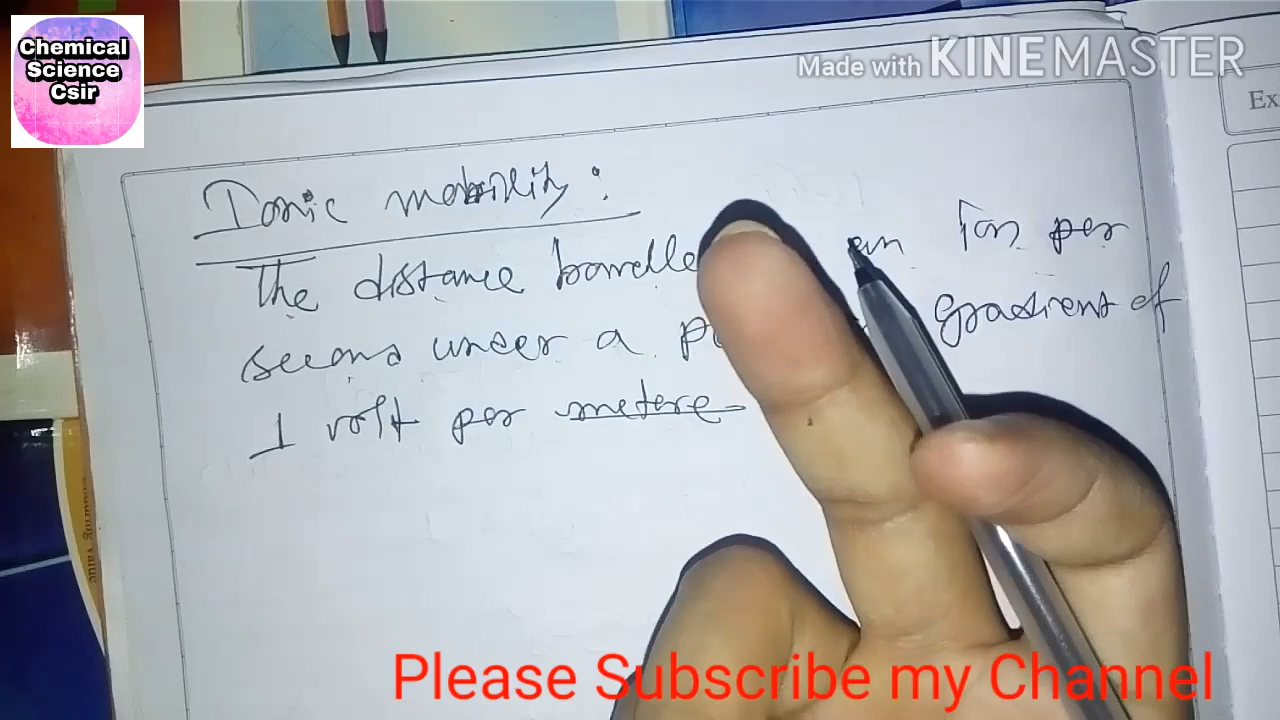 Chemical
Science
Csir
Made with KINEMASTER
Ex
Ionic mobility :
The distance travelle an Ion per
second under a p gradient of
1 volt per metere
Please Subscribe my Channel